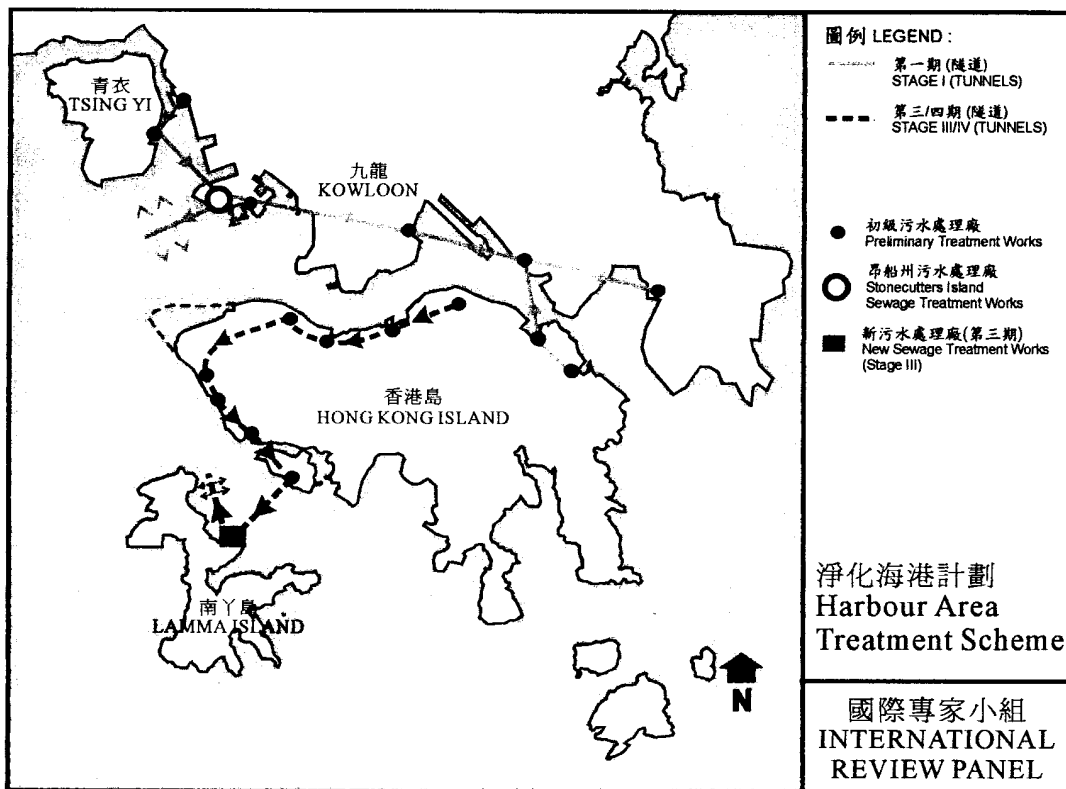 青衣
TSING YI
九龍
KOWLOON
香港島
HONG KONG ISLAND
南丫島
LAMMA ISLAND
N
圖例 LEGEND :
第一期 (隧道)
STAGE I (TUNNELS)
第三/四期 (隧道)
STAGE III/IV (TUNNELS)
初級污水處理廠
Preliminary Treatment Works
昂船州污水處理廠
Stonecutters Island
Sewage Treatment Works
新污水處理廠(第三期)
New Sewage Treatment Works
(Stage III)
淨化海港計劃
Harbour Area
Treatment Scheme
國際專家小組
INTERNATIONAL
REVIEW PANEL